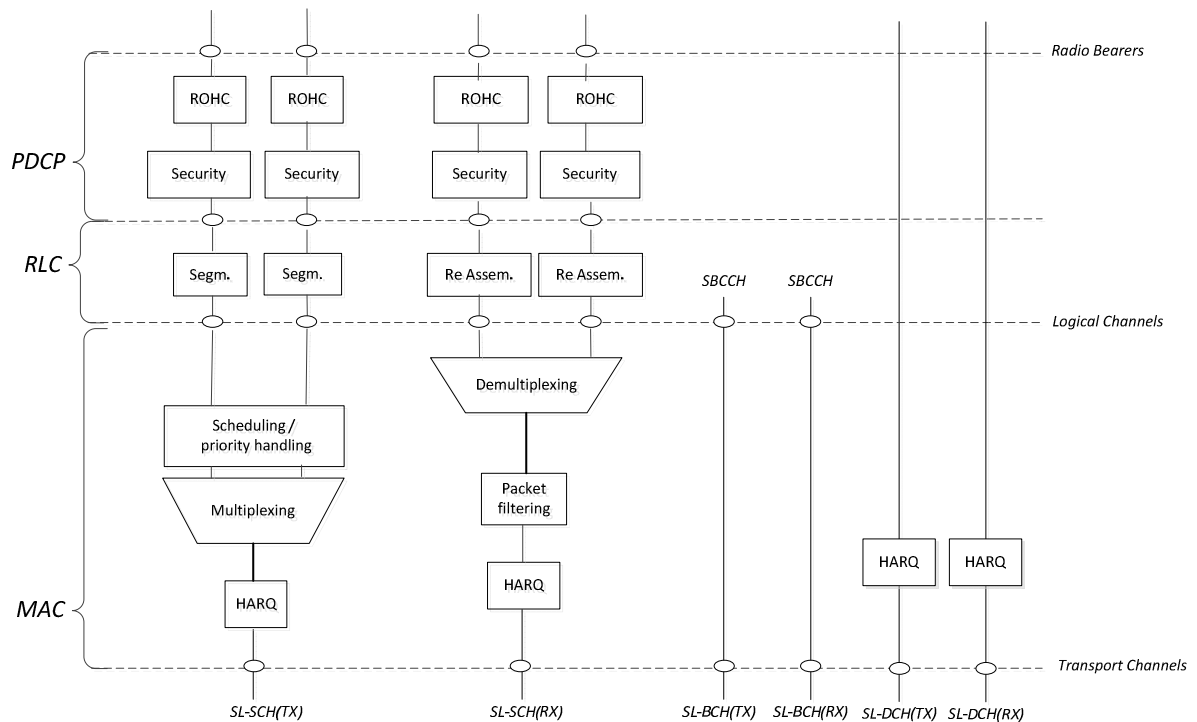 Radio Bearers
ROHC ROHC ROHC ROHC
PDCP
Security Security Security Security
RLC
Segm. Segm. Re Assem. Re Assem.
SBCCH SBCCH
Logical Channels
Demultiplexing
Scheduling /
priority handling
Packet
filtering
Multiplexing
HARQ HARQ
HARQ
HARQ
MAC
Transport Channels
SL-SCH(TX) SL-SCH(RX) SL-BCH(TX) SL-BCH(RX) SL-DCH(TX) SL-DCH(RX)